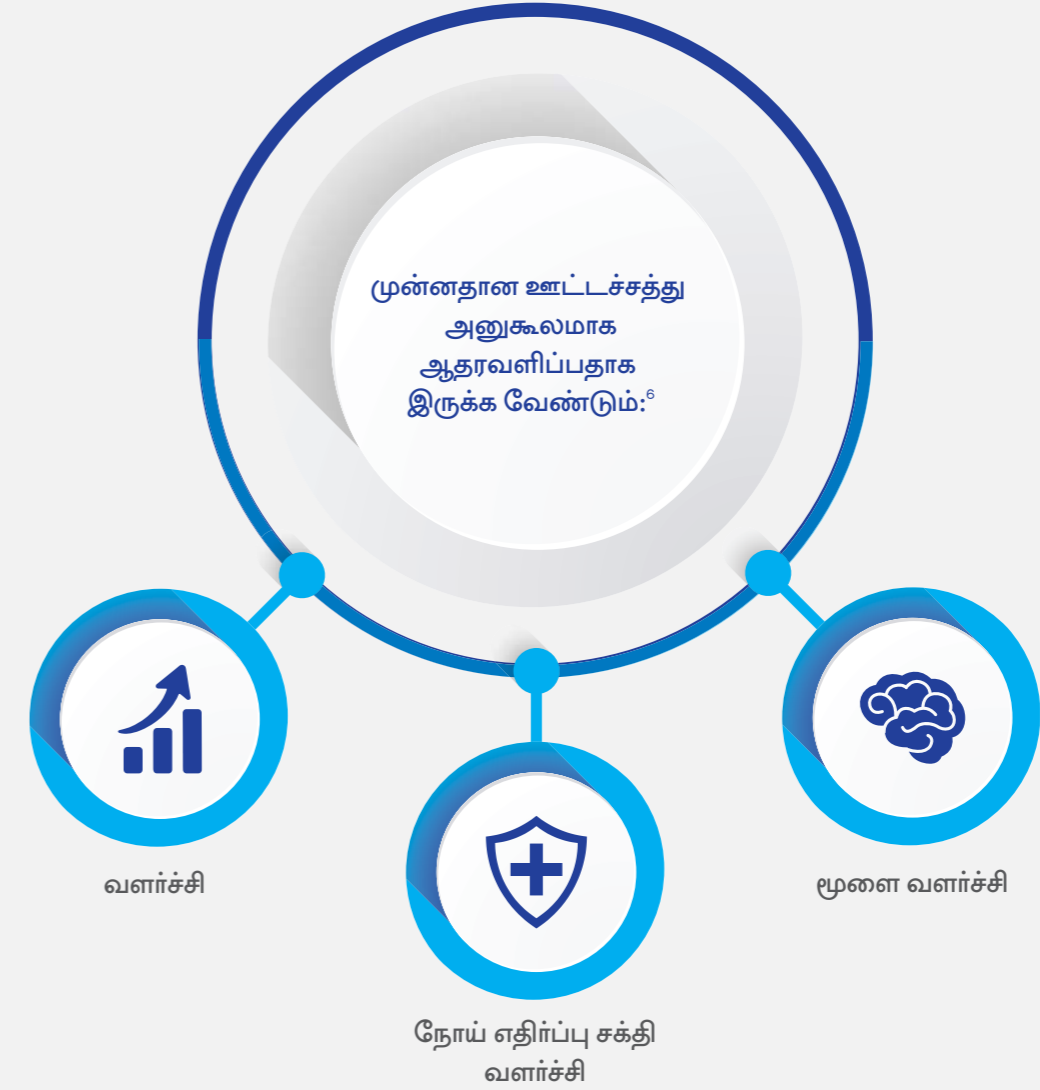 முன்னதான ஊட்டச்சத்து
அனுகூலமாக
ஆதரவளிப்பதாக
இருக்க வேண்டும்:⁶
வளர்ச்சி
நோய் எதிர்ப்பு சக்தி
வளர்ச்சி
மூளை வளர்ச்சி